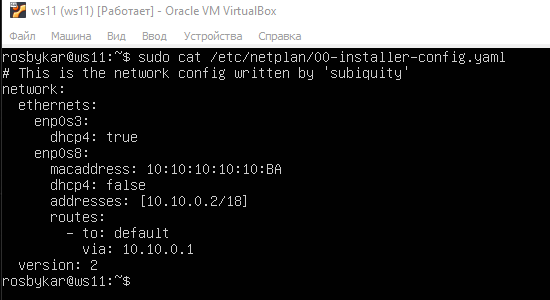 ws11 (ws11) [Работает] - Oracle VM VirtualBox
Файл Машина Вид Ввод Устройства Справка
rosbykar@ws11:~$ sudo cat /etc/netplan/00-installer-config.yaml
# This is the network config written by 'subiquity'
network:
  ethernets:
    enp0s3:
      dhcp4: true
    enp0s8:
      macaddress: 10:10:10:10:10:BA
      dhcp4: false
      addresses: [10.10.0.2/18]
      routes:
        - to: default
          via: 10.10.0.1
  version: 2
rosbykar@ws11:~$